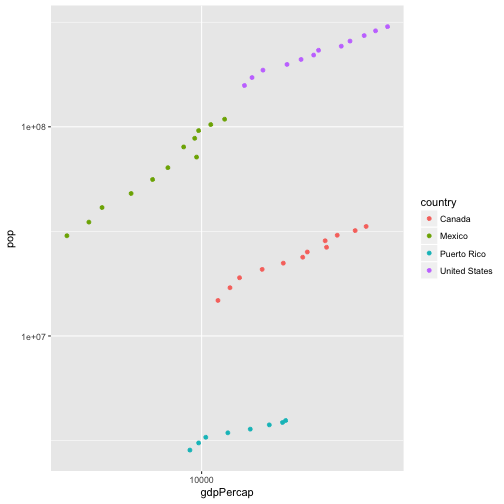 pop
1e+08
1e+07
10000
gdpPercap
country
Canada
Mexico
Puerto Rico
United States